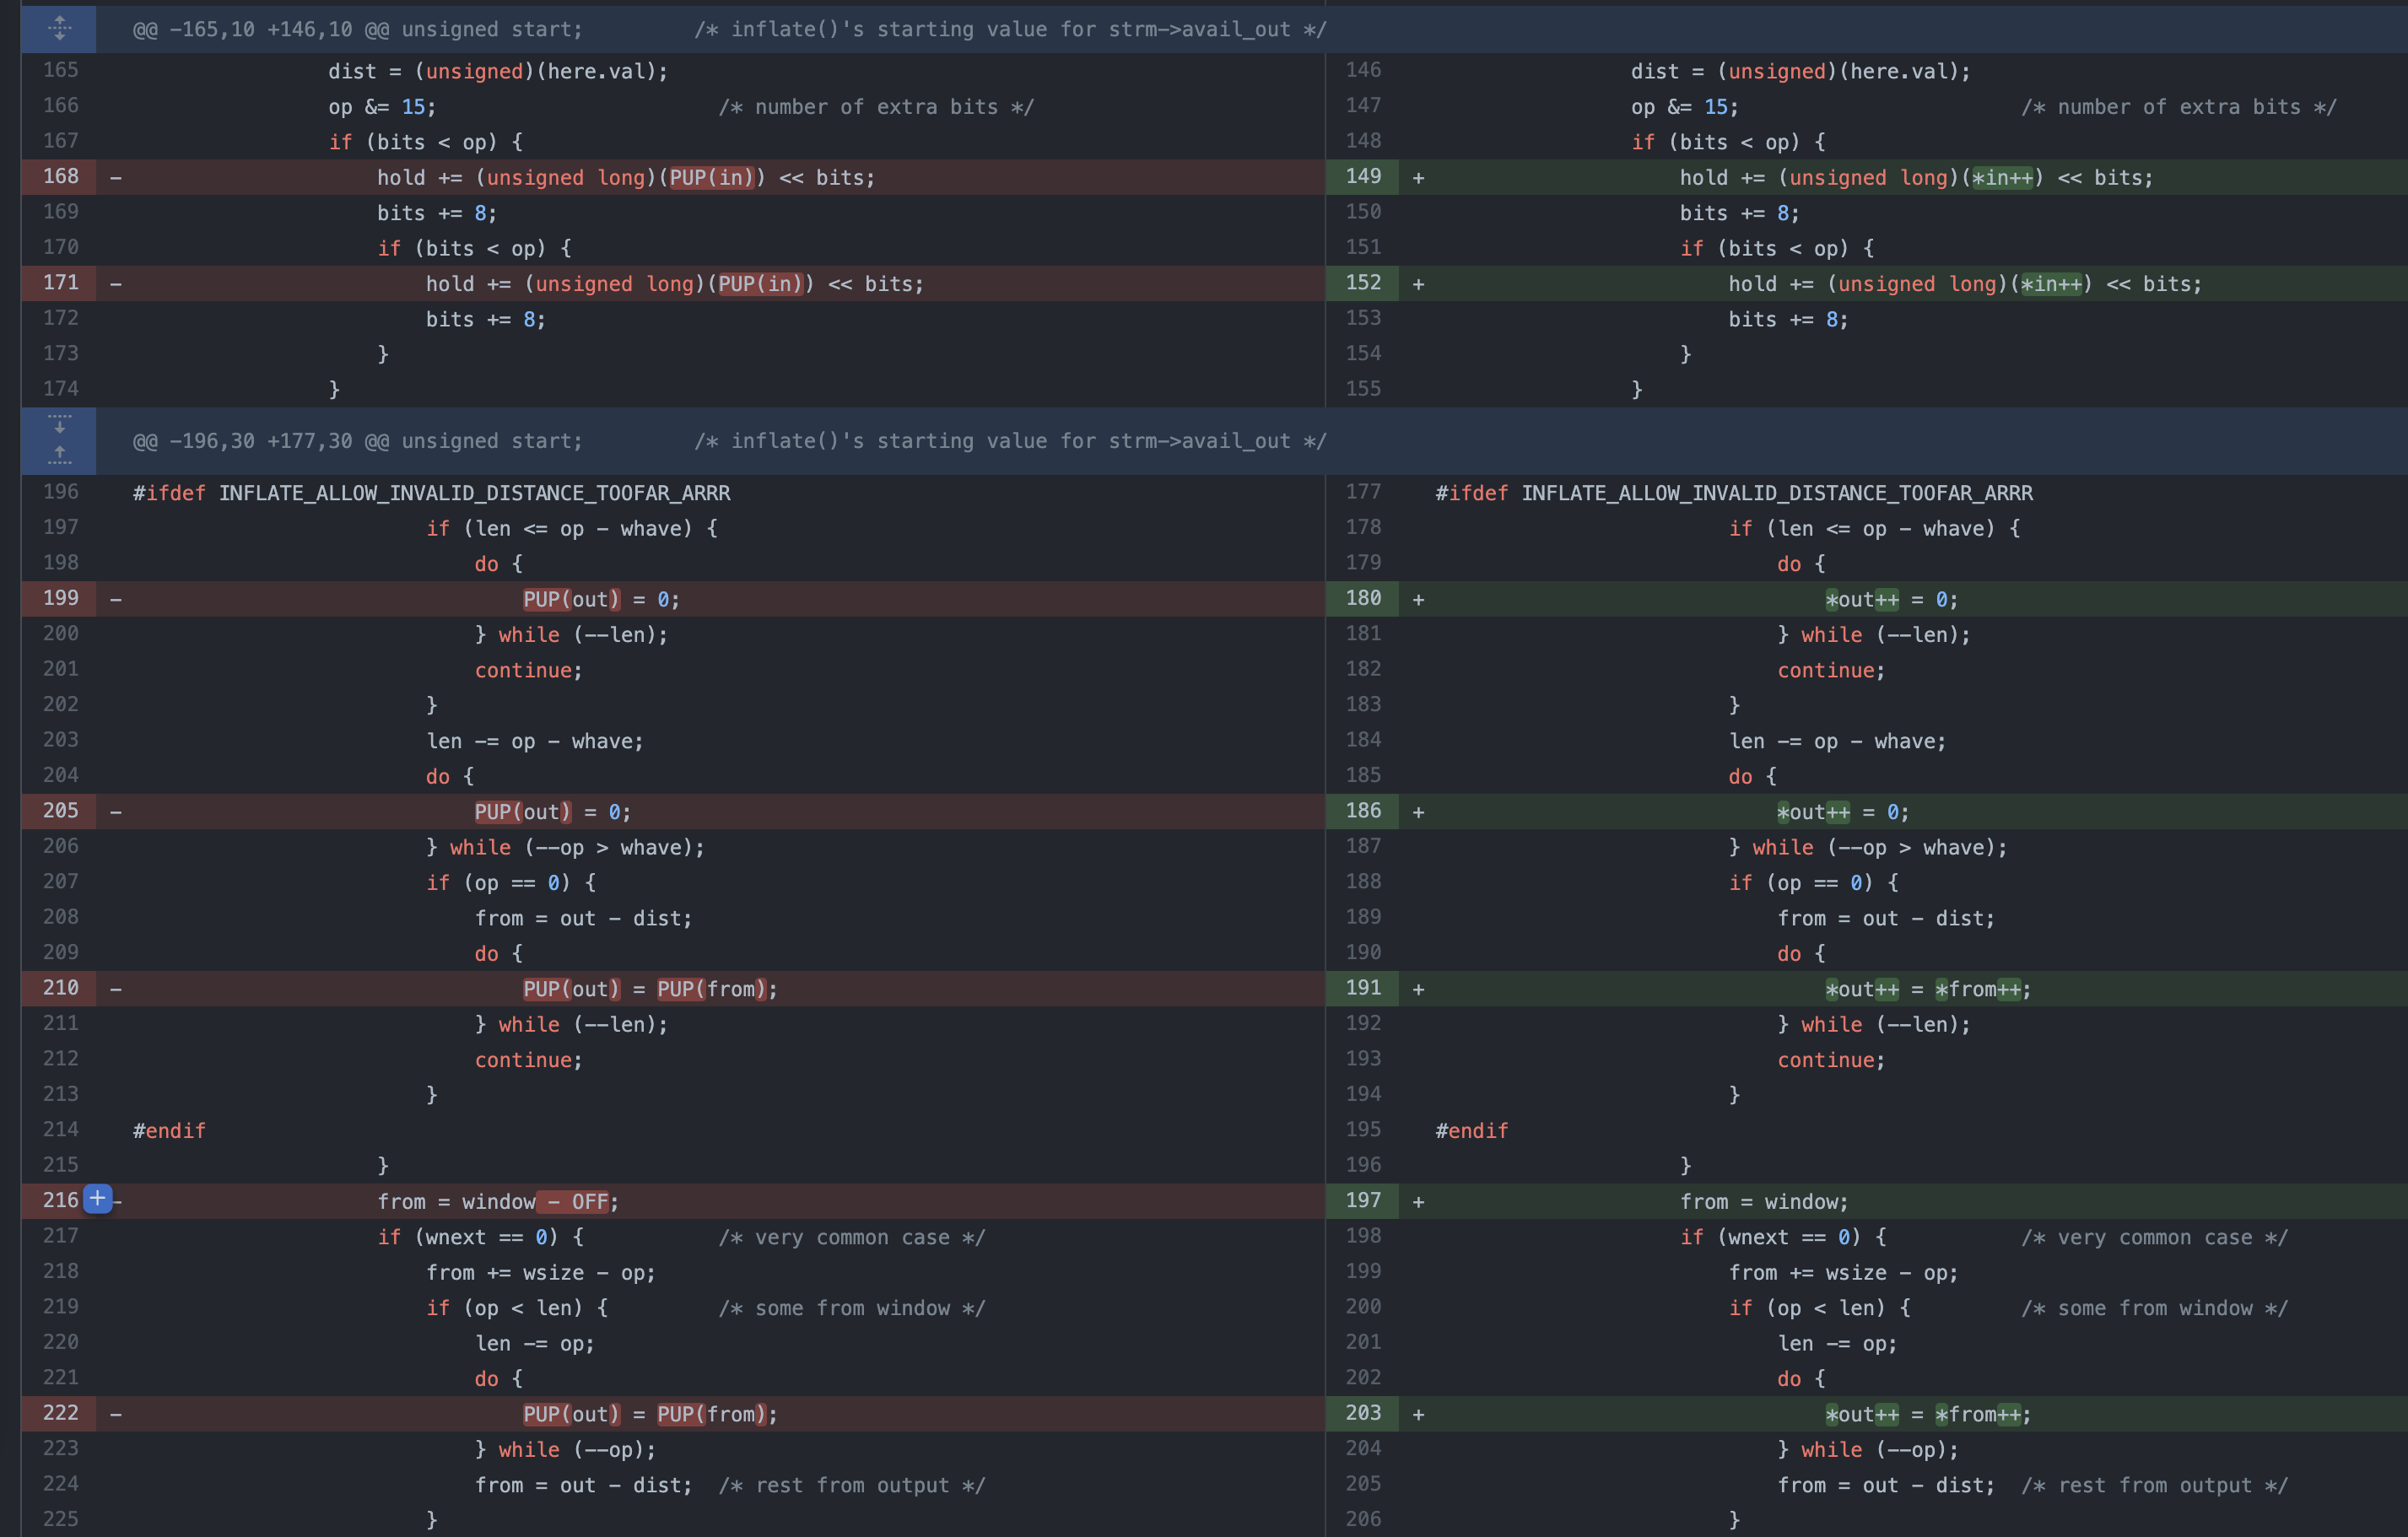 @@ -165,10 +146,10 @@ unsigned start;         /* inflate()'s starting value for strm->avail_out */
165                 dist = (unsigned)(here.val);
166                 op &= 15;                       /* number of extra bits */
167                 if (bits < op) {
168 -                   hold += (unsigned long)(PUP(in)) << bits;
169                     bits += 8;
170                     if (bits < op) {
171 -                       hold += (unsigned long)(PUP(in)) << bits;
172                         bits += 8;
173                     }
174                 }
146                 dist = (unsigned)(here.val);
147                 op &= 15;                       /* number of extra bits */
148                 if (bits < op) {
149 +                   hold += (unsigned long)(*in++) << bits;
150                     bits += 8;
151                     if (bits < op) {
152 +                       hold += (unsigned long)(*in++) << bits;
153                         bits += 8;
154                     }
155                 }
@@ -196,30 +177,30 @@ unsigned start;         /* inflate()'s starting value for strm->avail_out */
196 #ifdef INFLATE_ALLOW_INVALID_DISTANCE_TOOFAR_ARRR
197                         if (len <= op - whave) {
198                             do {
199 -                               PUP(out) = 0;
200                             } while (--len);
201                             continue;
202                         }
203                         len -= op - whave;
204                         do {
205 -                           PUP(out) = 0;
206                         } while (--op > whave);
207                         if (op == 0) {
208                             from = out - dist;
209                             do {
210 -                               PUP(out) = PUP(from);
211                             } while (--len);
212                             continue;
213                         }
214 #endif
215                     }
216 + -                 from = window - OFF;
217                     if (wnext == 0) {           /* very common case */
218                         from += wsize - op;
219                         if (op < len) {         /* some from window */
220                             len -= op;
221                             do {
222 -                               PUP(out) = PUP(from);
223                             } while (--op);
224                             from = out - dist;  /* rest from output */
225                         }
177 #ifdef INFLATE_ALLOW_INVALID_DISTANCE_TOOFAR_ARRR
178                         if (len <= op - whave) {
179                             do {
180 +                               *out++ = 0;
181                             } while (--len);
182                             continue;
183                         }
184                         len -= op - whave;
185                         do {
186 +                           *out++ = 0;
187                         } while (--op > whave);
188                         if (op == 0) {
189                             from = out - dist;
190                             do {
191 +                               *out++ = *from++;
192                             } while (--len);
193                             continue;
194                         }
195 #endif
196                     }
197 +                   from = window;
198                     if (wnext == 0) {           /* very common case */
199                         from += wsize - op;
200                         if (op < len) {         /* some from window */
201                             len -= op;
202                             do {
203 +                               *out++ = *from++;
204                             } while (--op);
205                             from = out - dist;  /* rest from output */
206                         }